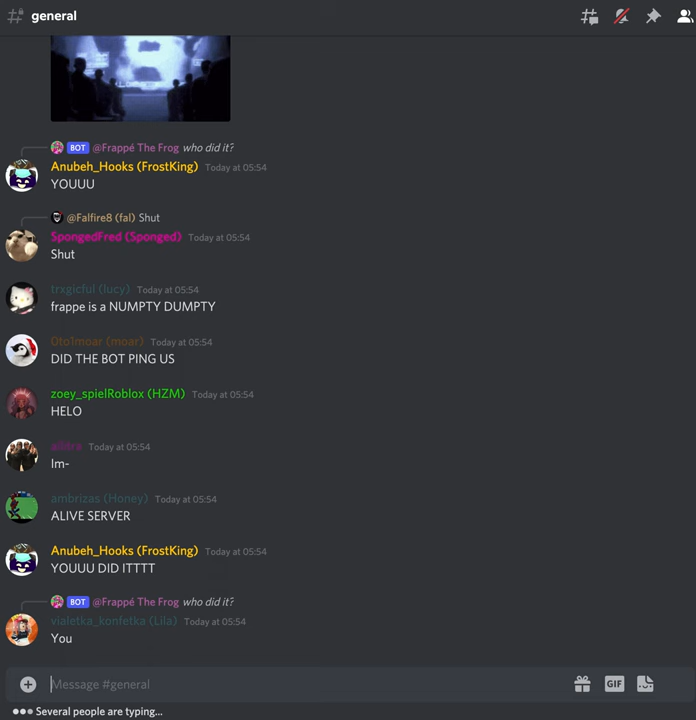 general
BOT @Frappé The Frog who did it?
Anubeh_Hooks (FrostKing) Today at 05:54
YOUUU
@Falfire8 (fal) Shut
SpongedFred (Sponged) Today at 05:54
Shut
trxgicful (lucy) Today at 05:54
frappe is a NUMPTY DUMPTY
0to1moar (moar) Today at 05:54
DID THE BOT PING US
zoey_spielRoblox (HZM) Today at 05:54
HELO
Today at 05:54
Im-
ambrizas (Honey) Today at 05:54
ALIVE SERVER
Anubeh_Hooks (FrostKing) Today at 05:54
YOUUU DID ITTTT
BOT @Frappé The Frog who did it?
vialetka_konfetka (Lila) Today at 05:54
You
Message #general
GIF
Several people are typing...